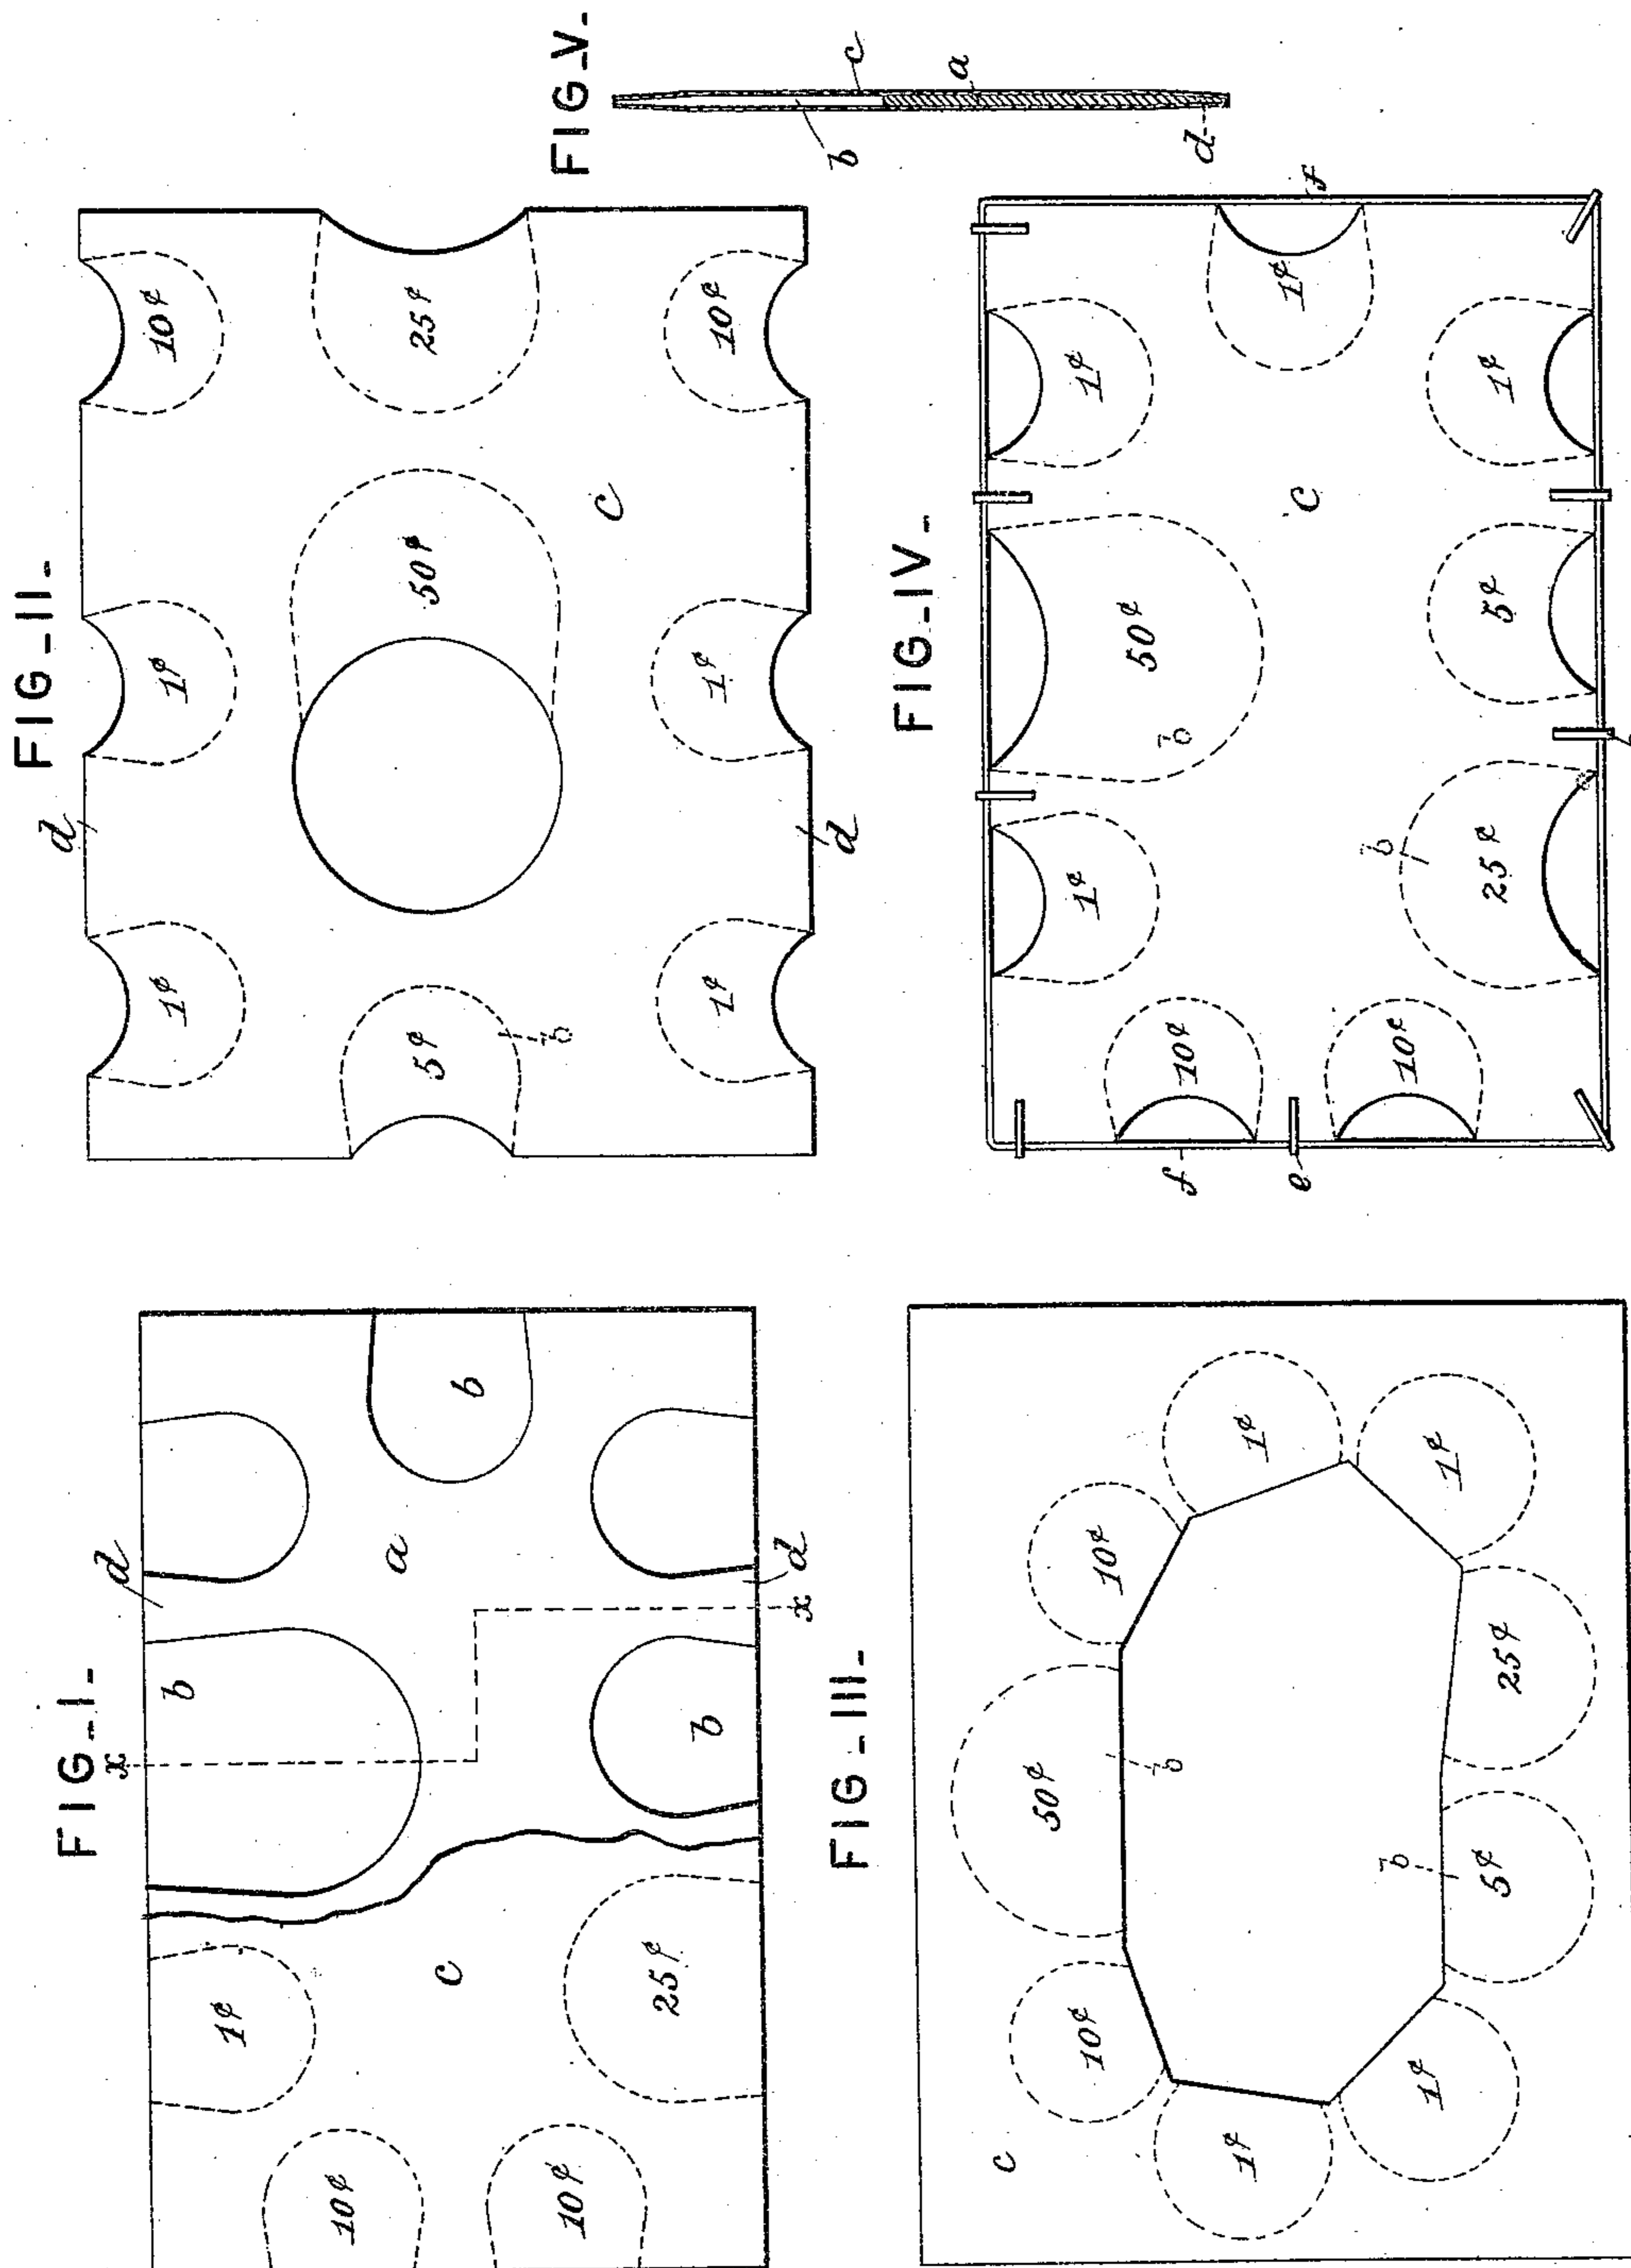 FIG_I_
x d
b
1¢
10¢ a
c b
10¢ 25¢ b
x d
FIG_II_
d
1¢ 1¢ 10¢
5¢ 50¢ 25¢
b
c
1¢ 1¢ 10¢
d
FIG_III_
c
50¢
10¢ 10¢
b
1¢ 1¢
b
1¢ 5¢ 25¢ 1¢
FIG_IV_
1¢ 50¢ 1¢
b
f 10¢
e c 1¢ f
b
10¢
25¢ 5¢ 1¢
FIG_V_
b c
d a